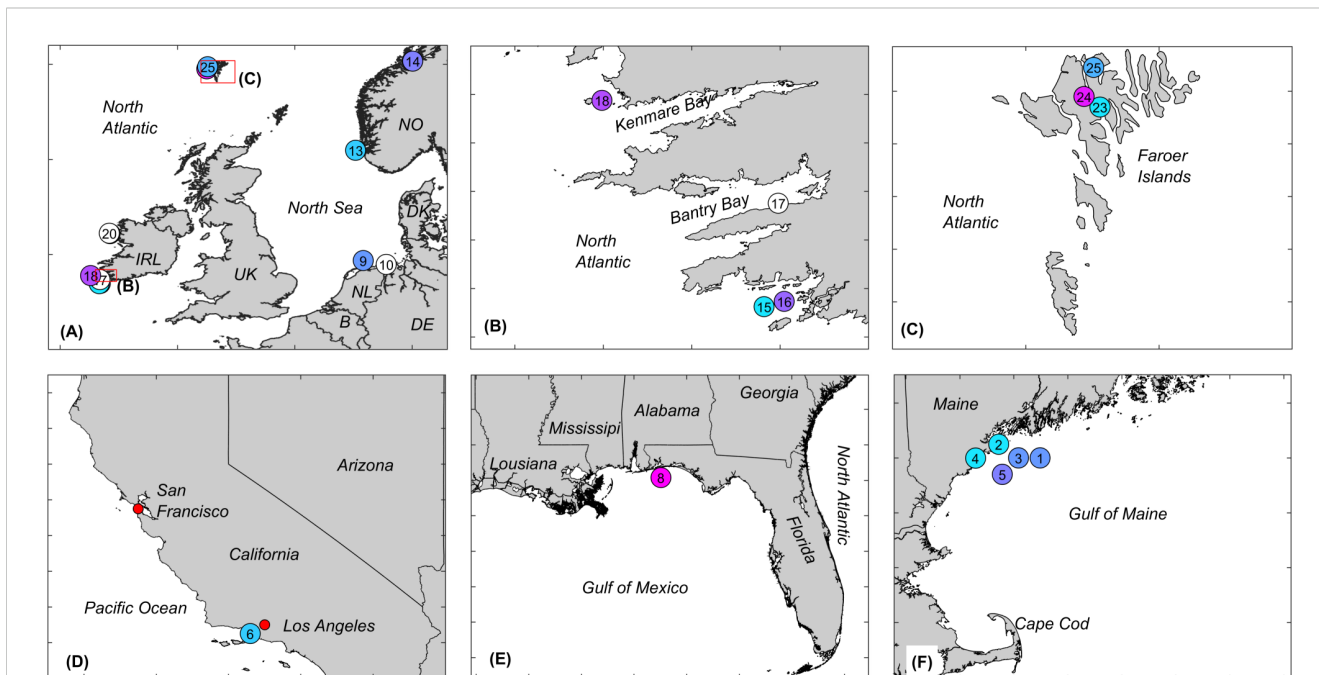 25
(C)
14
North
Atlantic
NO
13
North Sea
DK
20
IRL
UK
9
10
18
7
(B)
NL
B
DE
(A)
18
Kenmare Bay
Bantry Bay
17
North
Atlantic
15
16
(B)
25
24
23
Faroer
Islands
North
Atlantic
(C)
San
Francisco
Arizona
California
Pacific Ocean
6
Los Angeles
(D)
Georgia
Alabama
Mississipi
Lousiana
8
North Atlantic
Florida
Gulf of Mexico
(E)
Maine
2
4
3
1
5
Gulf of Maine
Cape Cod
(F)